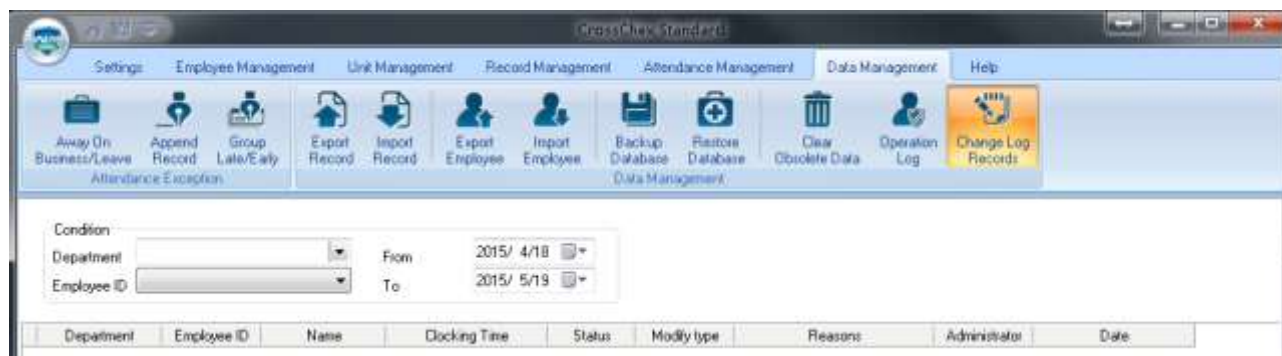 CrossChex Standard
Settings Employee Management Unit Management Record Management Attendance Management Data Management Help
Away On Business/Leave
Append Record
Group Late/Early
Export Record
Import Record
Export Employee
Import Employee
Backup Database
Restore Database
Clear Obsolete Data
Operation Log
Change Log Records
Attendance Exception
Data Management
Condition
Department
From 2015/ 4/18
Employee ID
To 2015/ 5/19
Department Employee ID Name Clocking Time Status Modify type Reasons Administrator Date